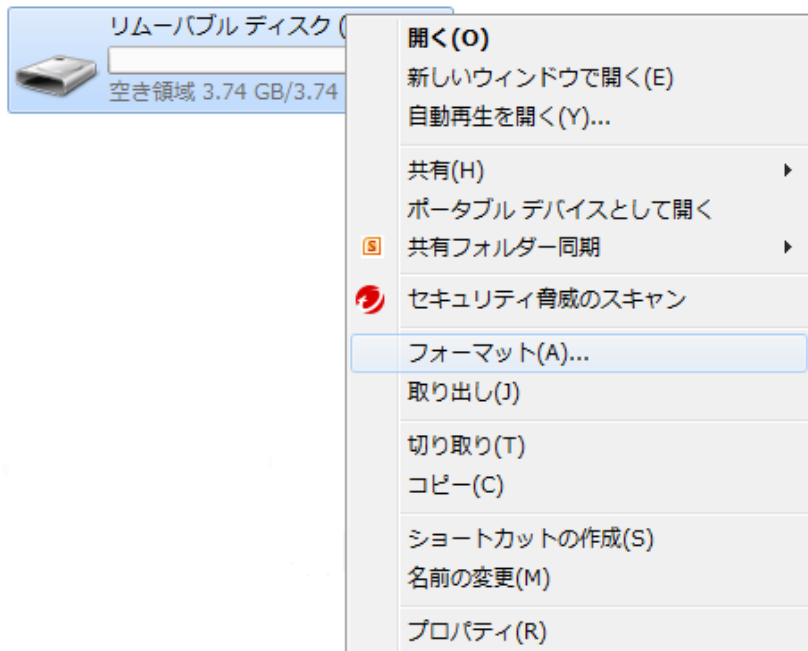 リムーバブル ディスク (
空き領域 3.74 GB/3.74
開く(O)
新しいウィンドウで開く(E)
自動再生を開く(Y)...
共有(H)
ポータブル デバイスとして開く
S 共有フォルダー同期
セキュリティ脅威のスキャン
フォーマット(A)...
取り出し(J)
切り取り(T)
コピー(C)
ショートカットの作成(S)
名前の変更(M)
プロパティ(R)